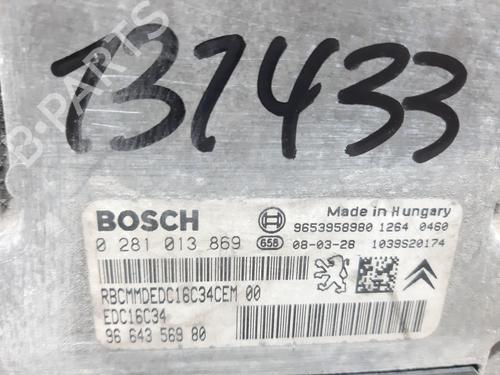 737433
B-PARTS
BOSCH
Made in Hungary
0 281 013 869
658
9653958980 1264 0460
08-03-28 1039S20174
RBCMMDEDC16C34CEM 00
EDC16C34
96 643 569 80